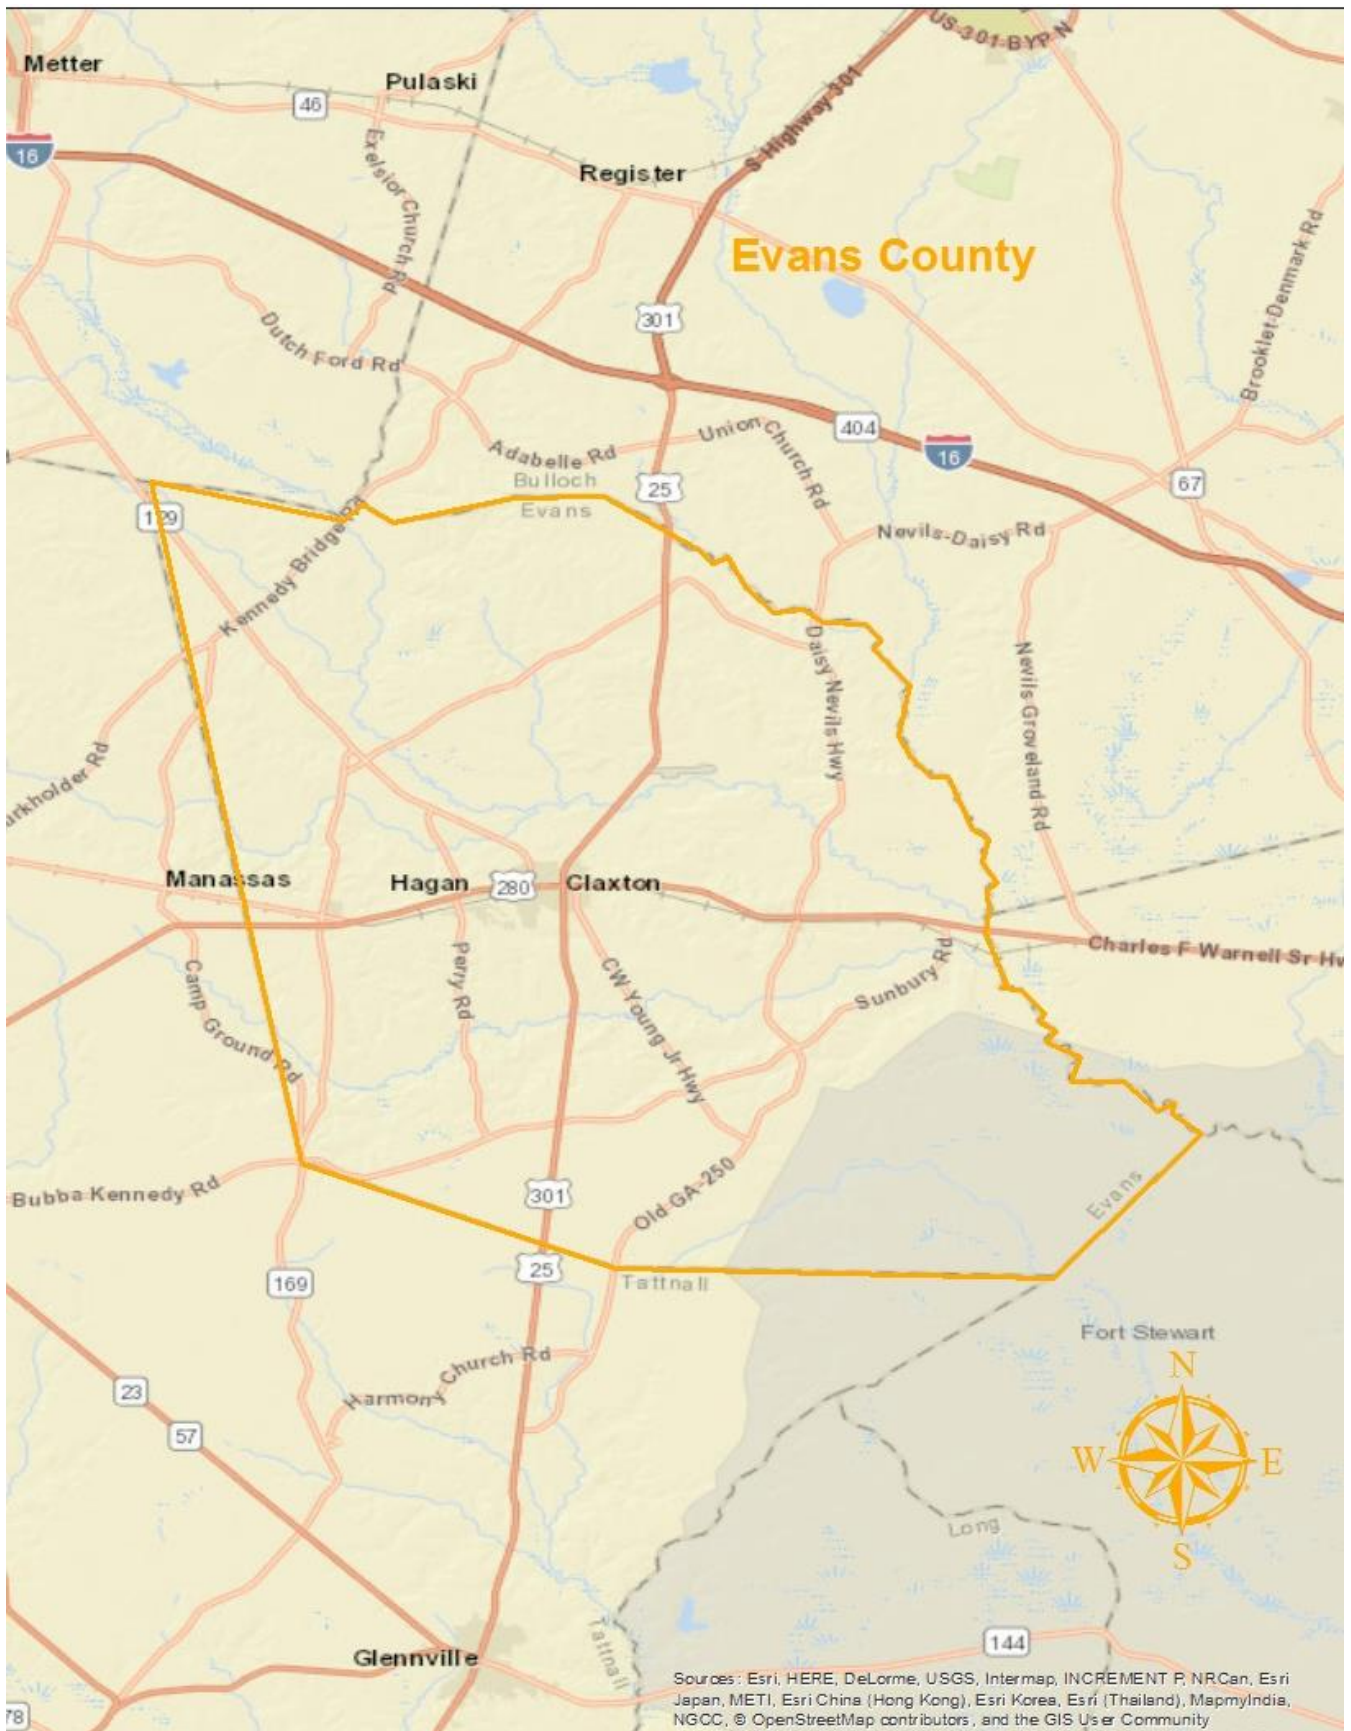 US 301 BYP N
Metter
Pulaski
46
S Highway 301
16
Exelsior Church Rd
Register
Evans County
Brooklet-Denmark Rd
301
Dutch Ford Rd
Union Church Rd
404
16
Adabelle Rd
Bulloch
25
67
Evans
129
Nevils-Daisy Rd
Kennedy Bridge Rd
Daisy Nevils Hwy
Nevils Groveland Rd
urkholder Rd
Manassas
Hagan
280
Claxton
Charles F Warnell Sr Hw
Perry Rd
Sunbury Rd
Camp Ground Rd
CW Young Jr Hwy
Bubba Kennedy Rd
301
Old GA-250
Evans
25
169
Tattnall
Fort Stewart
Harmony Church Rd
N
23
57
W
E
Long
S
Glennville
Tattnall
144
78
Sources: Esri, HERE, DeLorme, USGS, Intermap, INCREMENT P, NRCan, Esri
Japan, METI, Esri China (Hong Kong), Esri Korea, Esri (Thailand), MapmyIndia,
NGCC, © OpenStreetMap contributors, and the GIS User Community